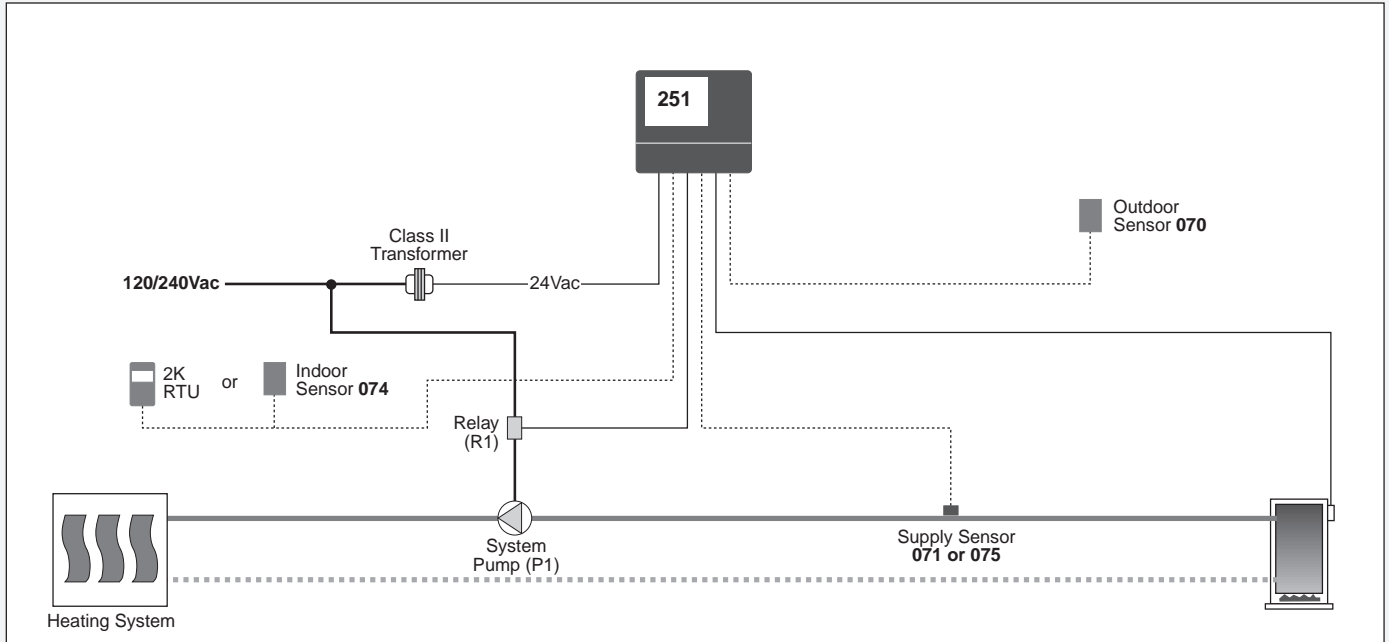 251
Outdoor
Sensor 070
Class II
Transformer
120/240Vac
24Vac
2K
RTU
or
Indoor
Sensor 074
Relay
(R1)
System
Pump (P1)
Supply Sensor
071 or 075
Heating System